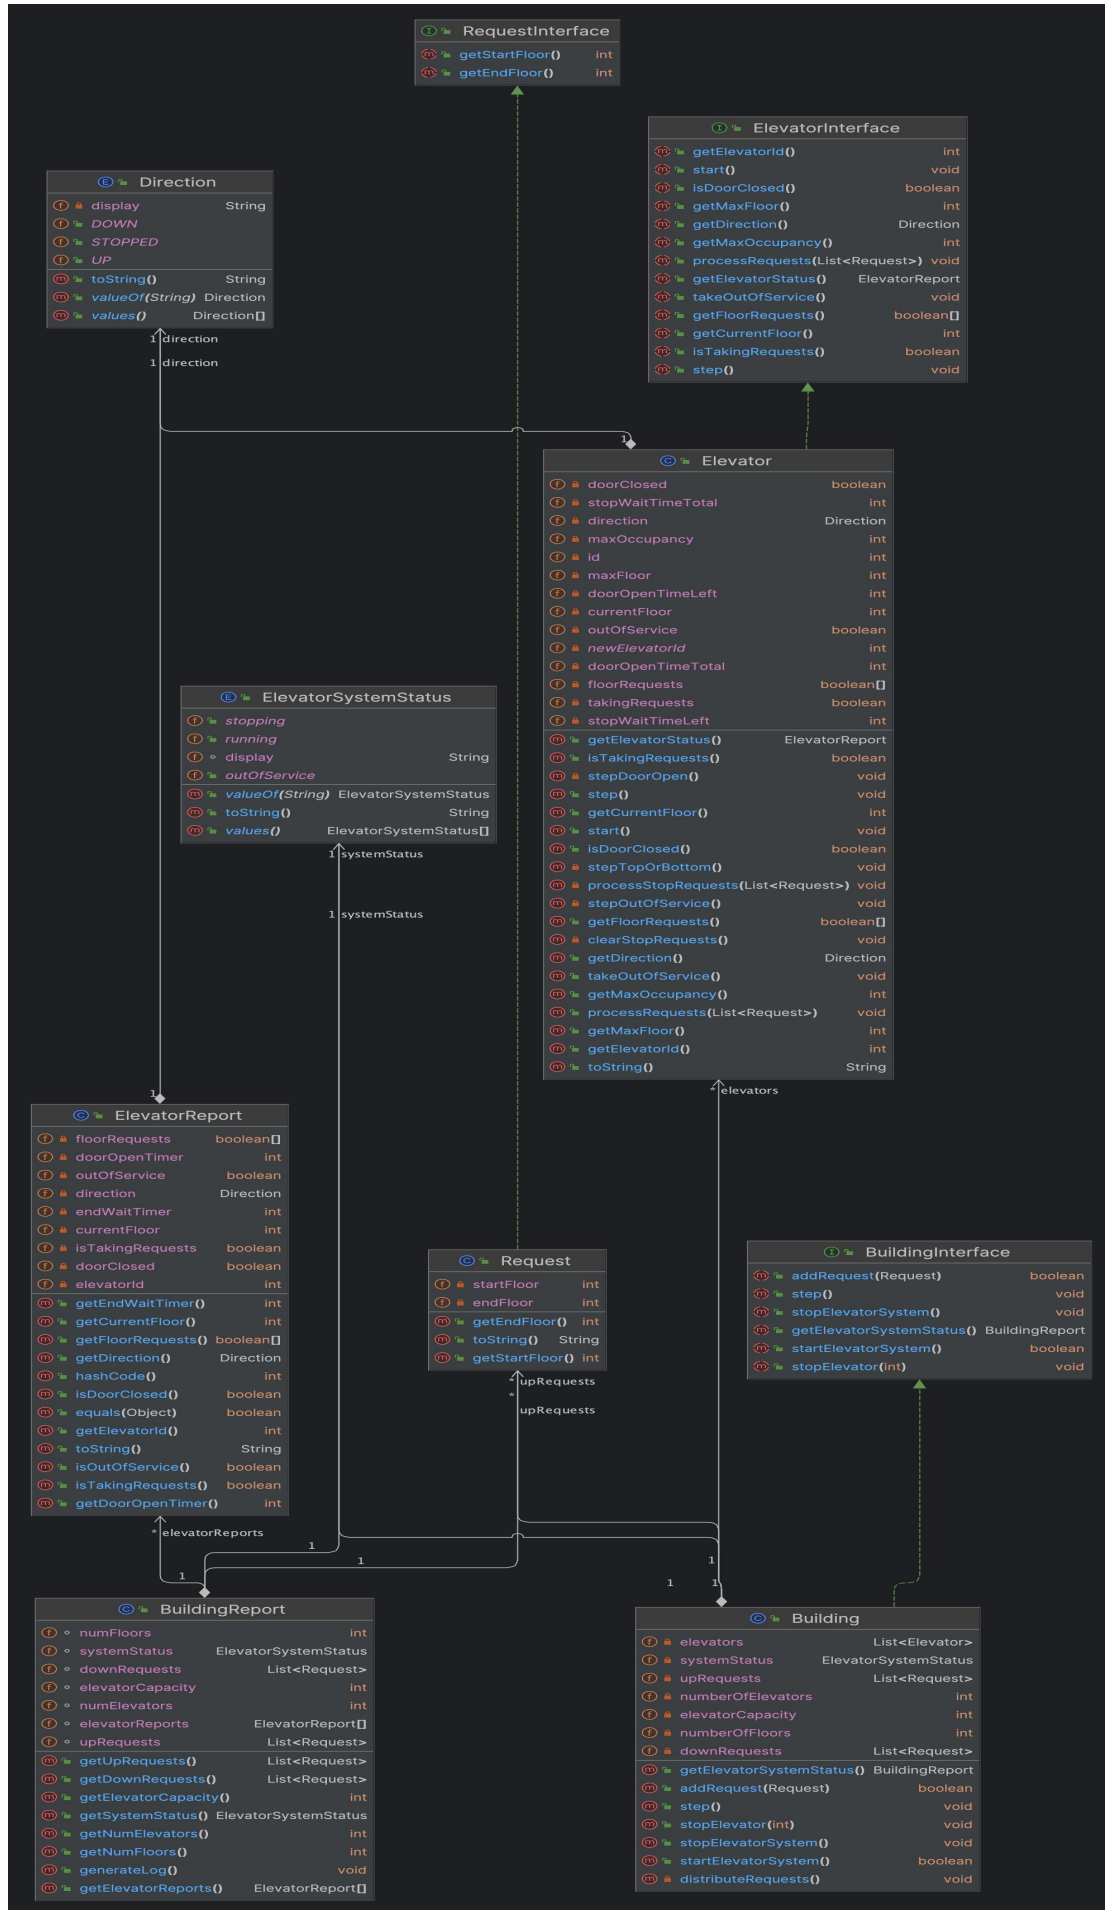 RequestInterface
getStartFloor() int
getEndFloor() int
ElevatorInterface
getElevatorId() int
start() void
isDoorClosed() boolean
getMaxFloor() int
getDirection() Direction
getMaxOccupancy() int
processRequests(List<Request>) void
getElevatorStatus() ElevatorReport
takeOutOfService() void
getFloorRequests() boolean[]
getCurrentFloor() int
isTakingRequests() boolean
step() void
Direction
display String
DOWN
STOPPED
UP
toString() String
valueOf(String) Direction
values() Direction[]
1 direction
1 direction
1
Elevator
doorClosed boolean
stopWaitTimeTotal int
direction Direction
maxOccupancy int
id int
maxFloor int
doorOpenTimeLeft int
currentFloor int
outOfService boolean
newElevatorId int
doorOpenTimeTotal int
floorRequests boolean[]
takingRequests boolean
stopWaitTimeLeft int
getElevatorStatus() ElevatorReport
isTakingRequests() boolean
stepDoorOpen() void
step() void
getCurrentFloor() int
start() void
isDoorClosed() boolean
stepTopOrBottom() void
processStopRequests(List<Request>) void
stepOutOfService() void
getFloorRequests() boolean[]
clearStopRequests() void
getDirection() Direction
takeOutOfService() void
getMaxOccupancy() int
processRequests(List<Request>) void
getMaxFloor() int
getElevatorId() int
toString() String
* elevators
ElevatorSystemStatus
stopping
running
display String
outOfService
valueOf(String) ElevatorSystemStatus
toString() String
values() ElevatorSystemStatus[]
1 systemStatus
1 systemStatus
1
ElevatorReport
floorRequests boolean[]
doorOpenTimer int
outOfService boolean
direction Direction
endWaitTimer int
currentFloor int
isTakingRequests boolean
doorClosed boolean
elevatorId int
getEndWaitTimer() int
getCurrentFloor() int
getFloorRequests() boolean[]
getDirection() Direction
hashCode() int
isDoorClosed() boolean
equals(Object) boolean
getElevatorId() int
toString() String
isOutOfService() boolean
isTakingRequests() boolean
getDoorOpenTimer() int
* elevatorReports
Request
startFloor int
endFloor int
getEndFloor() int
toString() String
getStartFloor() int
* upRequests
*
upRequests
BuildingInterface
addRequest(Request) boolean
step() void
stopElevatorSystem() void
getElevatorSystemStatus() BuildingReport
startElevatorSystem() boolean
stopElevator(int) void
1
1
1
1
1 1
BuildingReport
numFloors int
systemStatus ElevatorSystemStatus
downRequests List<Request>
elevatorCapacity int
numElevators int
elevatorReports ElevatorReport[]
upRequests List<Request>
getUpRequests() List<Request>
getDownRequests() List<Request>
getElevatorCapacity() int
getSystemStatus() ElevatorSystemStatus
getNumElevators() int
getNumFloors() int
generateLog() void
getElevatorReports() ElevatorReport[]
Building
elevators List<Elevator>
systemStatus ElevatorSystemStatus
upRequests List<Request>
numberOfElevators int
elevatorCapacity int
numberOfFloors int
downRequests List<Request>
getElevatorSystemStatus() BuildingReport
addRequest(Request) boolean
step() void
stopElevator(int) void
stopElevatorSystem() void
startElevatorSystem() boolean
distributeRequests() void